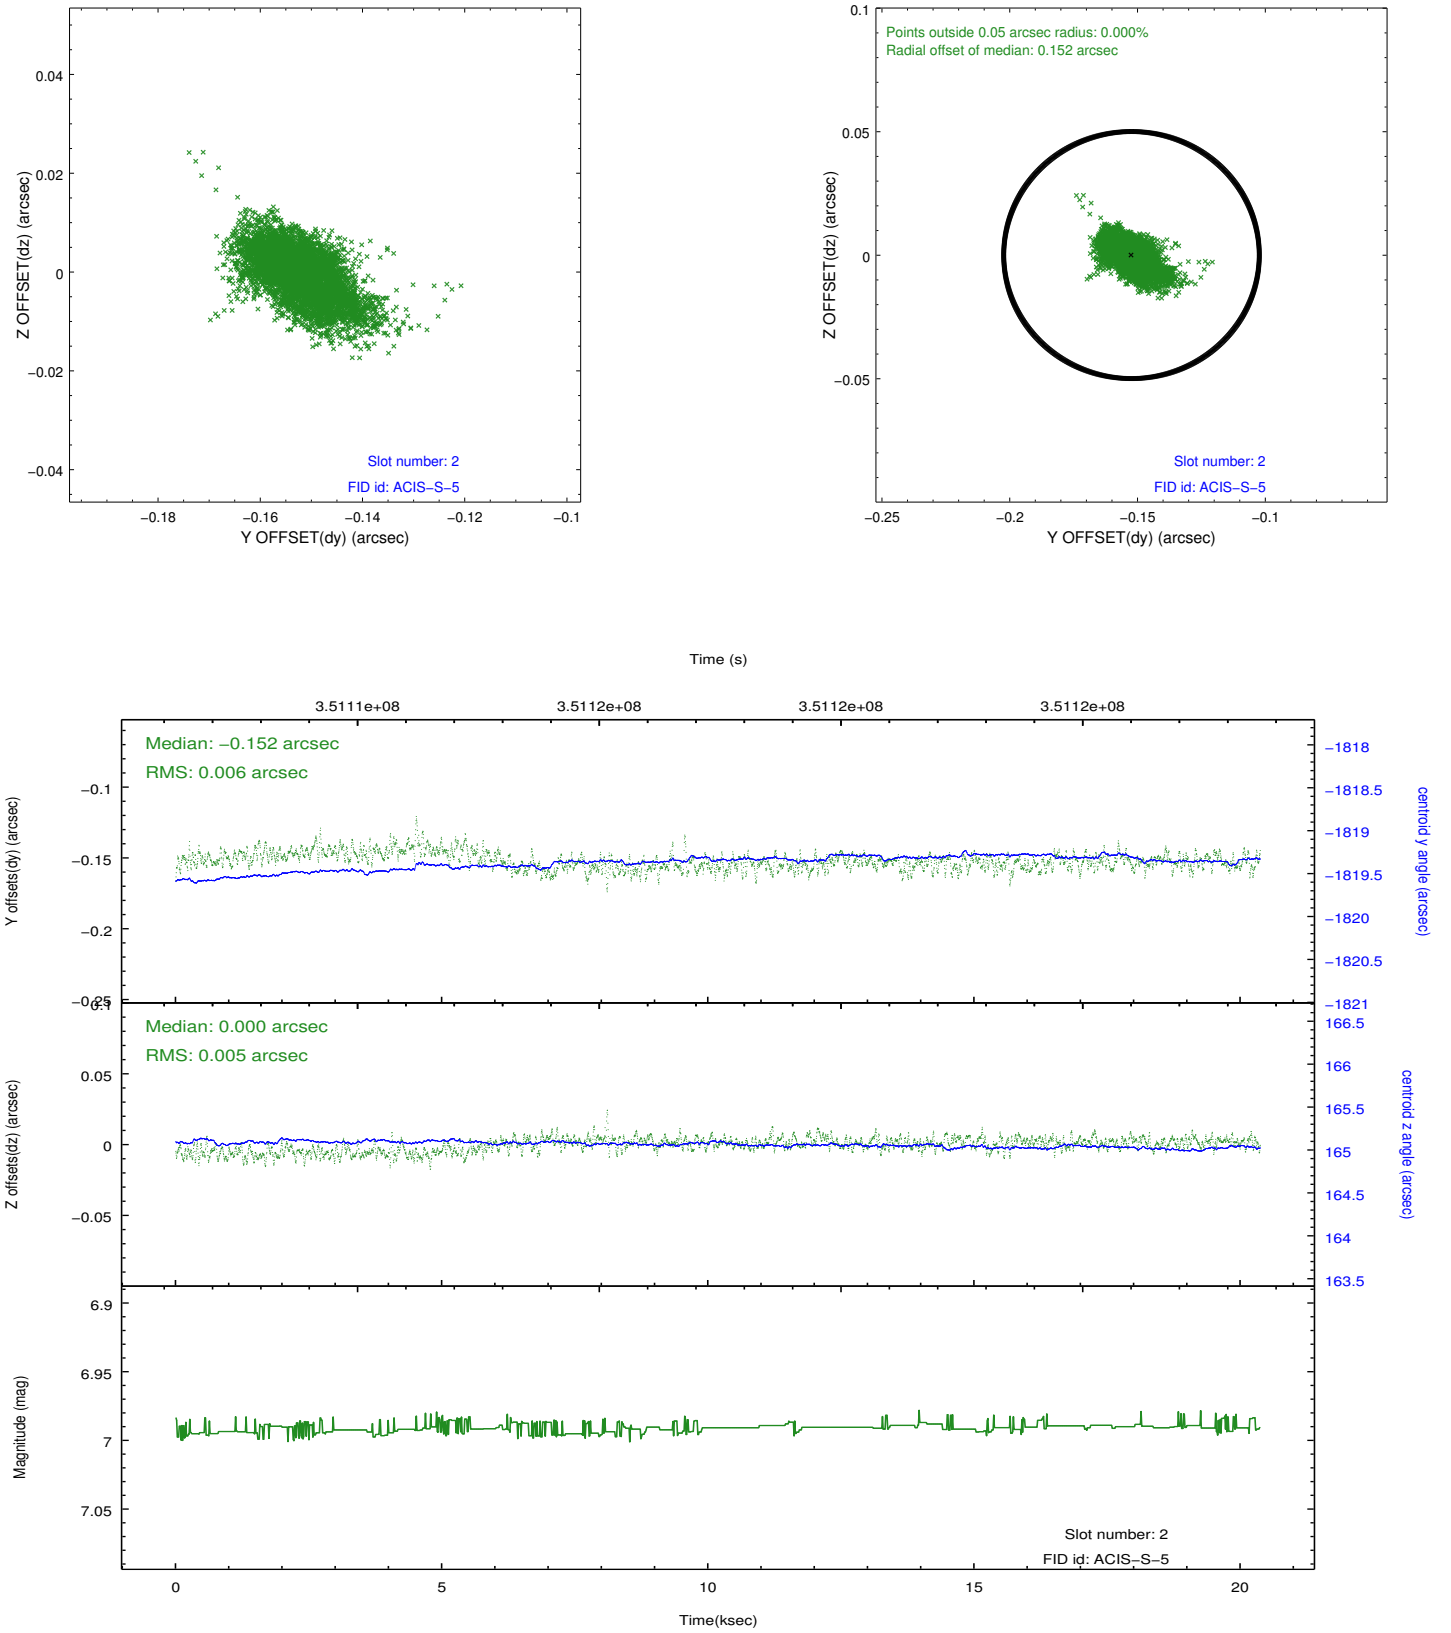 0.04
0.02
0
−0.02
−0.04
Z OFFSET(dz) (arcsec)
Slot number: 2
FID id: ACIS−S−5
−0.18
−0.16
−0.14
−0.12
−0.1
Y OFFSET(dy) (arcsec)
0.1
0.05
0
−0.05
Z OFFSET(dz) (arcsec)
Points outside 0.05 arcsec radius: 0.000%
Radial offset of median: 0.152 arcsec
Slot number: 2
FID id: ACIS−S−5
−0.25
−0.2
−0.15
−0.1
Y OFFSET(dy) (arcsec)
Time (s)
3.5111e+08
3.5112e+08
3.5112e+08
3.5112e+08
Median: −0.152 arcsec
RMS: 0.006 arcsec
−0.1
−0.15
−0.2
−0.25
Y offsets(dy) (arcsec)
−1818
−1818.5
−1819
−1819.5
−1820
−1820.5
−1821
centroid y angle (arcsec)
Median: 0.000 arcsec
RMS: 0.005 arcsec
0.1
0.05
0
−0.05
Z offsets(dz) (arcsec)
166.5
166
165.5
165
164.5
164
163.5
centroid z angle (arcsec)
6.9
6.95
7
7.05
Magnitude (mag)
Slot number: 2
FID id: ACIS−S−5
0
5
10
15
20
Time(ksec)